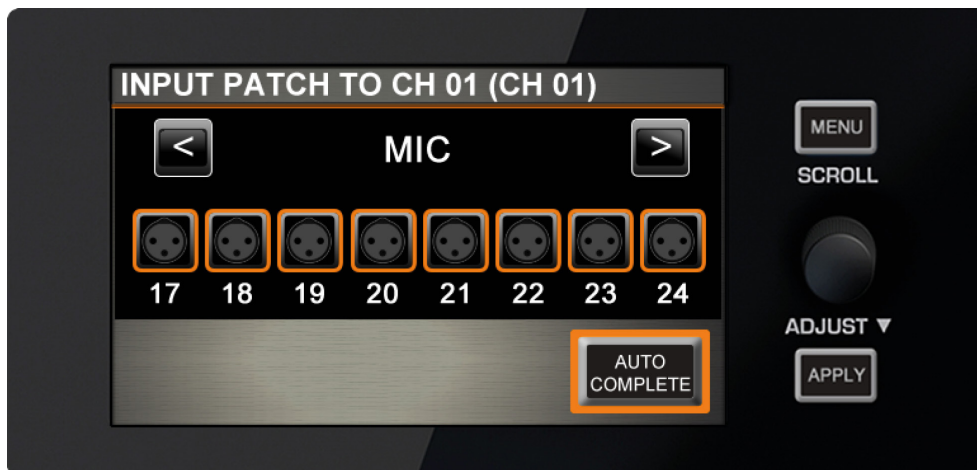 INPUT PATCH TO CH 01 (CH 01)
< MIC >
17 18 19 20 21 22 23 24
AUTO
COMPLETE
MENU
SCROLL
ADJUST ▼
APPLY